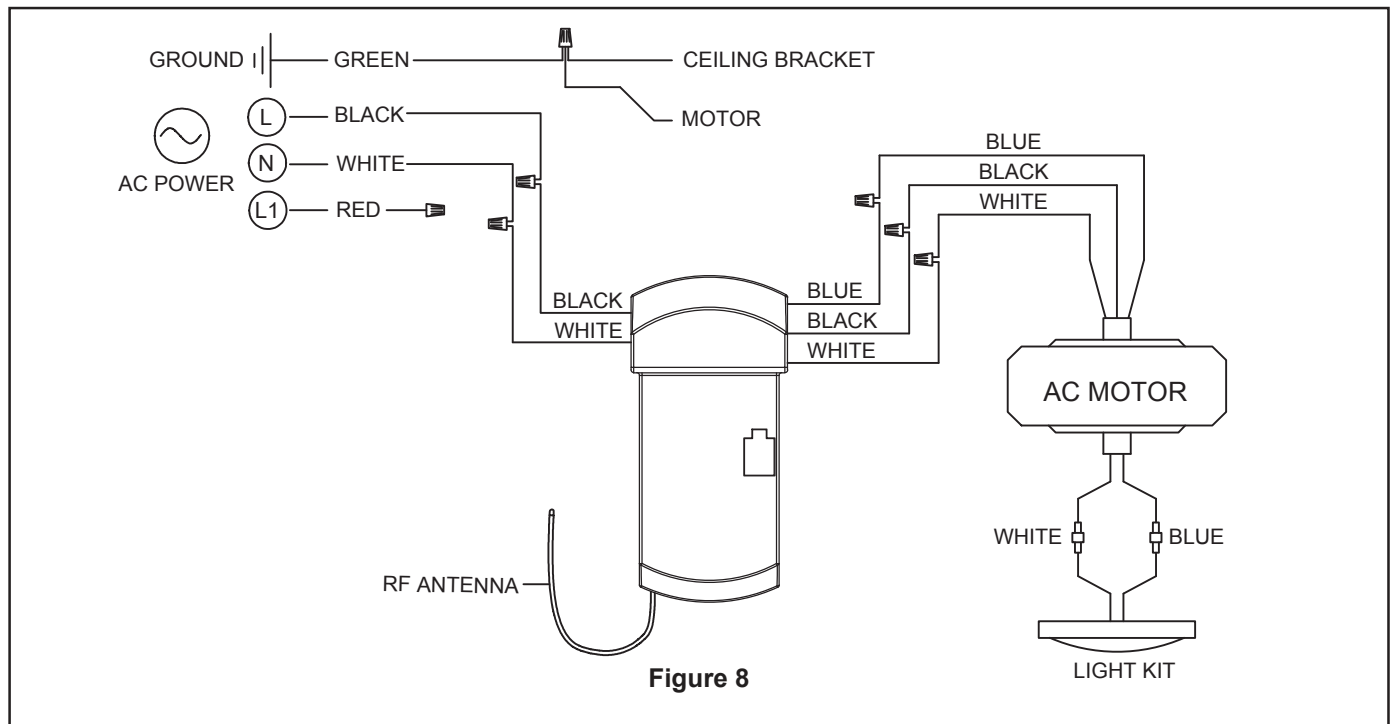 GROUND
GREEN
CEILING BRACKET
MOTOR
L
BLACK
AC POWER
N
WHITE
L1
RED
BLUE
BLACK
WHITE
BLACK
WHITE
BLUE
BLACK
WHITE
AC MOTOR
WHITE
BLUE
RF ANTENNA
LIGHT KIT
Figure 8